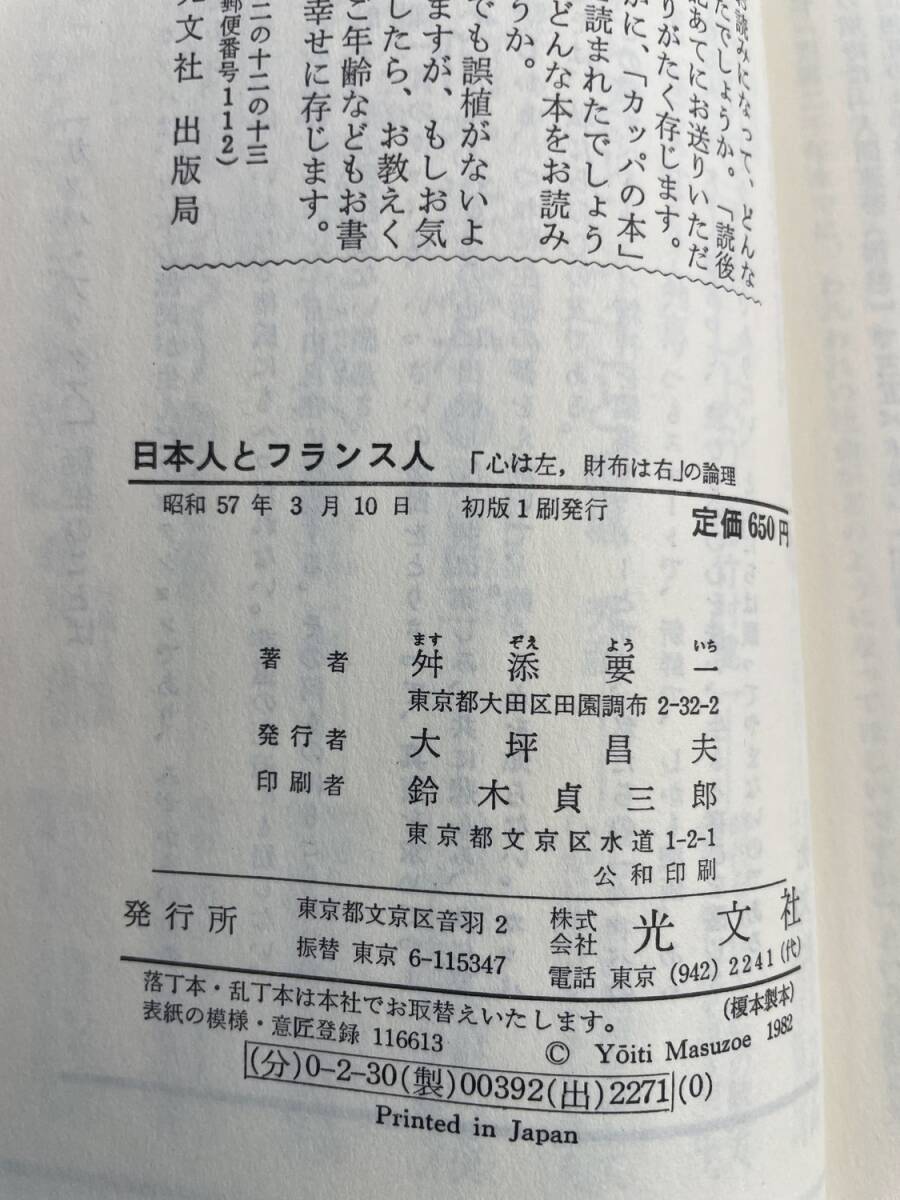 お読みになって、どんな
たでしょうか。「読後
あてにお送りいただ
りがたく存じます。
かに、「カッパの本」
読まれたでしょう
どんな本をお読み
うか。
でも誤植がないよ
ますが、もしお気
したら、お教えく
ご年齢などもお書
幸せに存じます。
二の十二の十三
郵便番号112)
光文社 出版局
日本人とフランス人 「心は左,財布は右」の論理
昭和57年3月10日 初版1刷発行 定価650円
著者 舛添要一
ます ぞえ よう いち
東京都大田区田園調布2-32-2
発行者 大坪昌夫
印刷者 鈴木貞三郎
東京都文京区水道1-2-1
公和印刷
発行所 東京都文京区音羽2 株式会社 光文社
振替 東京 6-115347 電話 東京 (942) 2241(代)
落丁本・乱丁本は本社でお取替えいたします。 (榎本製本)
表紙の模様・意匠登録 116613 © Yōiti Masuzoe 1982
(分)0-2-30(製)00392(出)2271(0)
Printed in Japan